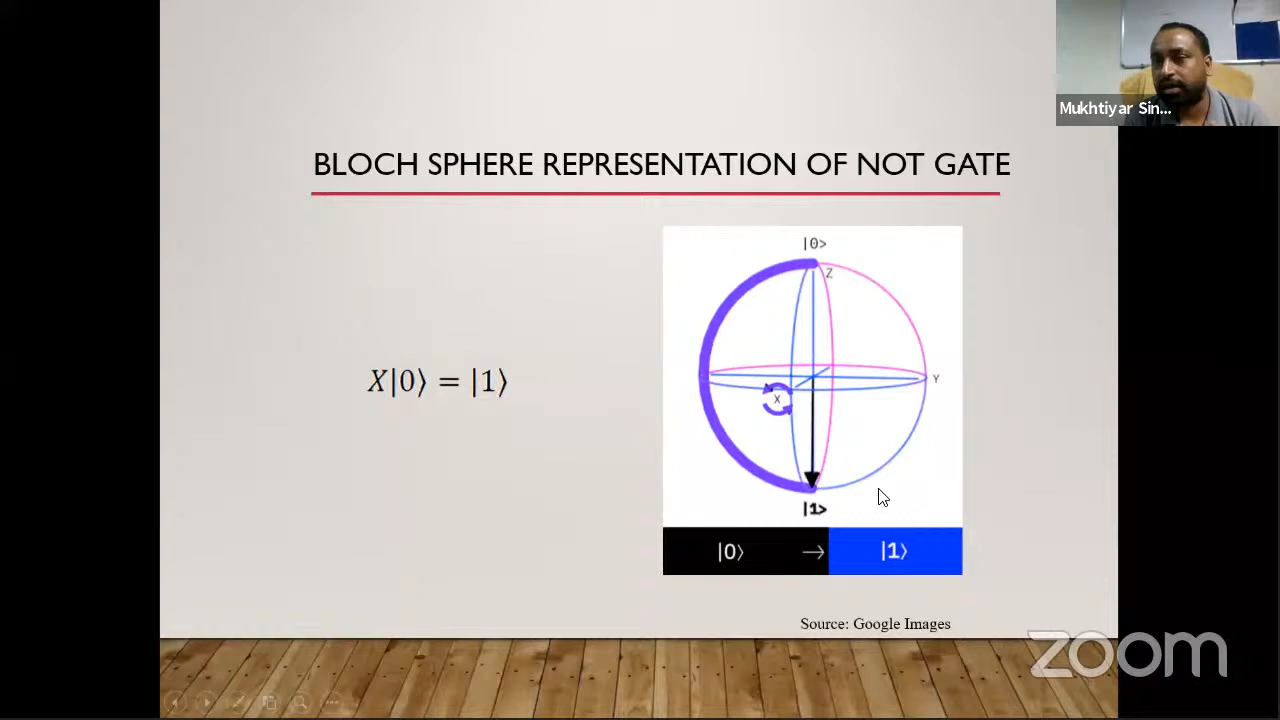 Mukhtiyar Sin...
BLOCH SPHERE REPRESENTATION OF NOT GATE
X|0⟩ = |1⟩
|0>
Z
Y
X
|1>
|0⟩ → |1⟩
Source: Google Images
zoom